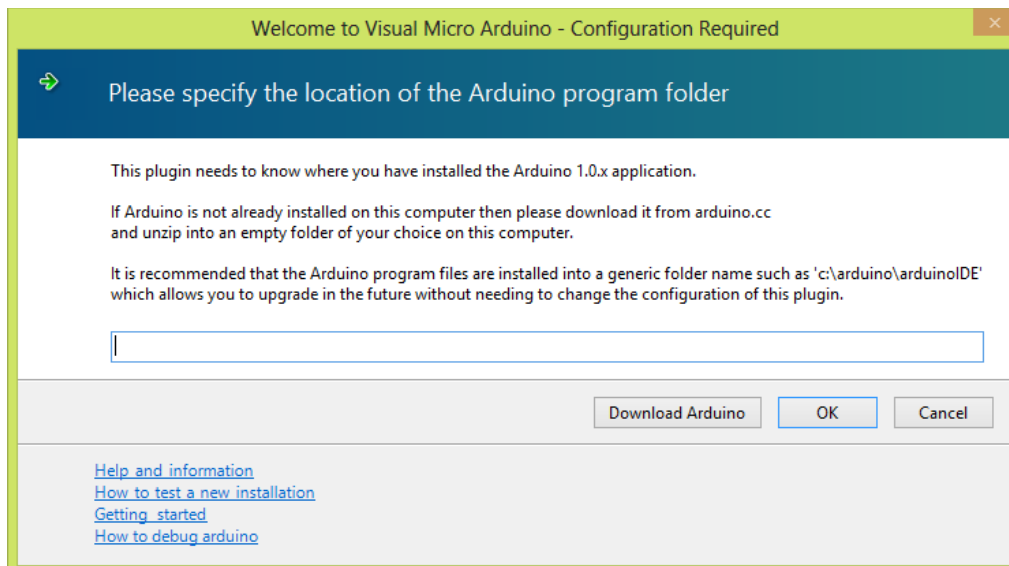 Welcome to Visual Micro Arduino - Configuration Required
Please specify the location of the Arduino program folder
This plugin needs to know where you have installed the Arduino 1.0.x application.
If Arduino is not already installed on this computer then please download it from arduino.cc
and unzip into an empty folder of your choice on this computer.
It is recommended that the Arduino program files are installed into a generic folder name such as 'c:\arduino\arduinoIDE'
which allows you to upgrade in the future without needing to change the configuration of this plugin.
Download Arduino OK Cancel
Help and information
How to test a new installation
Getting started
How to debug arduino